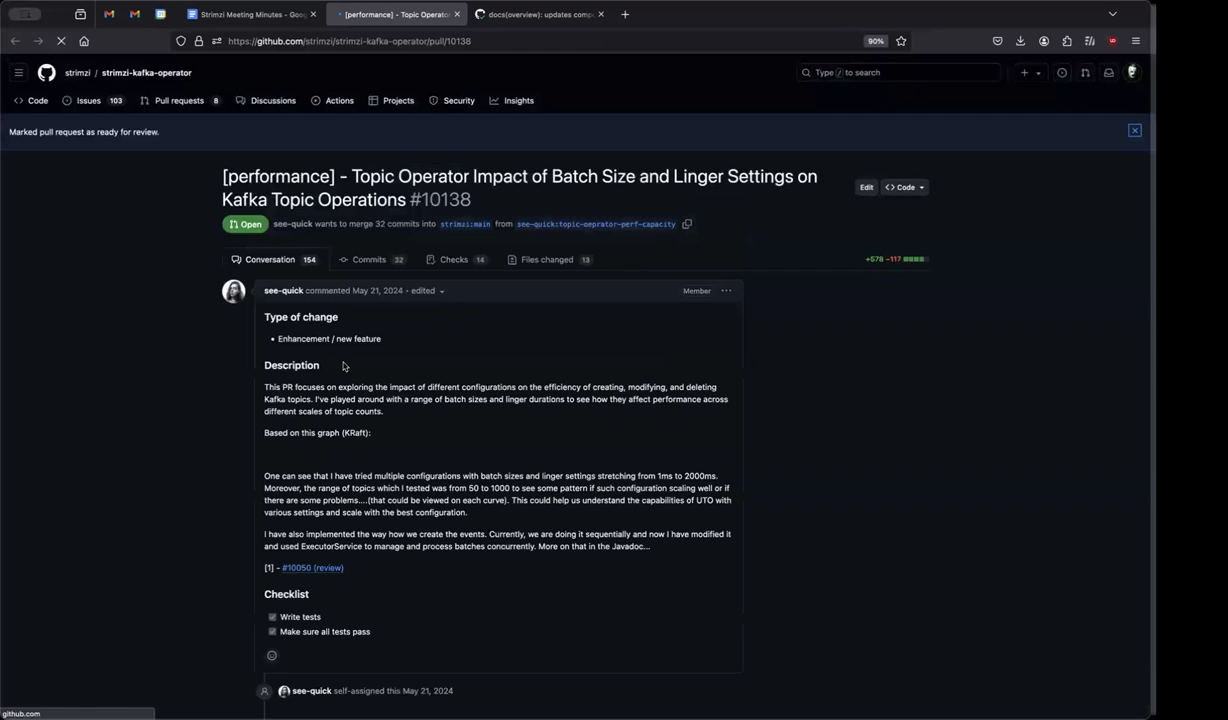 Strimzi Meeting Minutes - Goog
[performance] - Topic Operator
docs(overview): updates comp
https://github.com/strimzi/strimzi-kafka-operator/pull/10138
90%
strimzi / strimzi-kafka-operator
Type / to search
Code
Issues 103
Pull requests 8
Discussions
Actions
Projects
Security
Insights
Marked pull request as ready for review.
[performance] - Topic Operator Impact of Batch Size and Linger Settings on
Kafka Topic Operations #10138
Edit
<> Code
Open
see-quick wants to merge 32 commits into strimzi:main from see-quick:topic-oeprator-perf-capacity
Conversation 154
Commits 32
Checks 14
Files changed 13
+578 −117
see-quick commented May 21, 2024 • edited
Member
Type of change
• Enhancement / new feature
Description
This PR focuses on exploring the impact of different configurations on the efficiency of creating, modifying, and deleting
Kafka topics. I've played around with a range of batch sizes and linger durations to see how they affect performance across
different scales of topic counts.
Based on this graph (KRaft):
One can see that I have tried multiple configurations with batch sizes and linger settings stretching from 1ms to 2000ms.
Moreover, the range of topics which I tested was from 50 to 1000 to see some pattern if such configuration scaling well or if
there are some problems....(that could be viewed on each curve). This could help us understand the capabilities of UTO with
various settings and scale with the best configuration.
I have also implemented the way how we create the events. Currently, we are doing it sequentially and now I have modified it
and used ExecutorService to manage and process batches concurrently. More on that in the Javadoc...
[1] - #10050 (review)
Checklist
Write tests
Make sure all tests pass
see-quick self-assigned this May 21, 2024
github.com